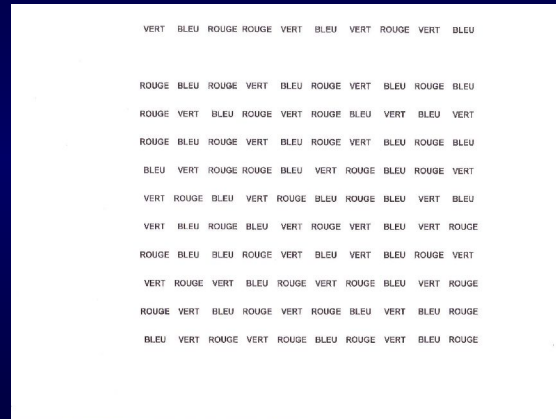 VERT BLEU ROUGE ROUGE VERT BLEU VERT ROUGE VERT BLEU
ROUGE BLEU ROUGE VERT BLEU ROUGE VERT BLEU ROUGE BLEU
ROUGE VERT BLEU ROUGE VERT ROUGE BLEU VERT BLEU VERT
ROUGE BLEU ROUGE VERT BLEU ROUGE VERT ROUGE BLEU BLEU
BLEU VERT ROUGE ROUGE BLEU VERT ROUGE BLEU ROUGE VERT
VERT ROUGE BLEU VERT ROUGE BLEU ROUGE BLEU VERT BLEU
VERT BLEU ROUGE BLEU VERT ROUGE VERT BLEU VERT ROUGE
ROUGE BLEU BLEU ROUGE VERT BLEU VERT BLEU ROUGE VERT
VERT ROUGE VERT BLEU ROUGE VERT ROUGE BLEU VERT ROUGE
ROUGE VERT BLEU ROUGE VERT ROUGE BLEU VERT BLEU ROUGE
BLEU VERT ROUGE VERT ROUGE BLEU ROUGE VERT BLEU ROUGE